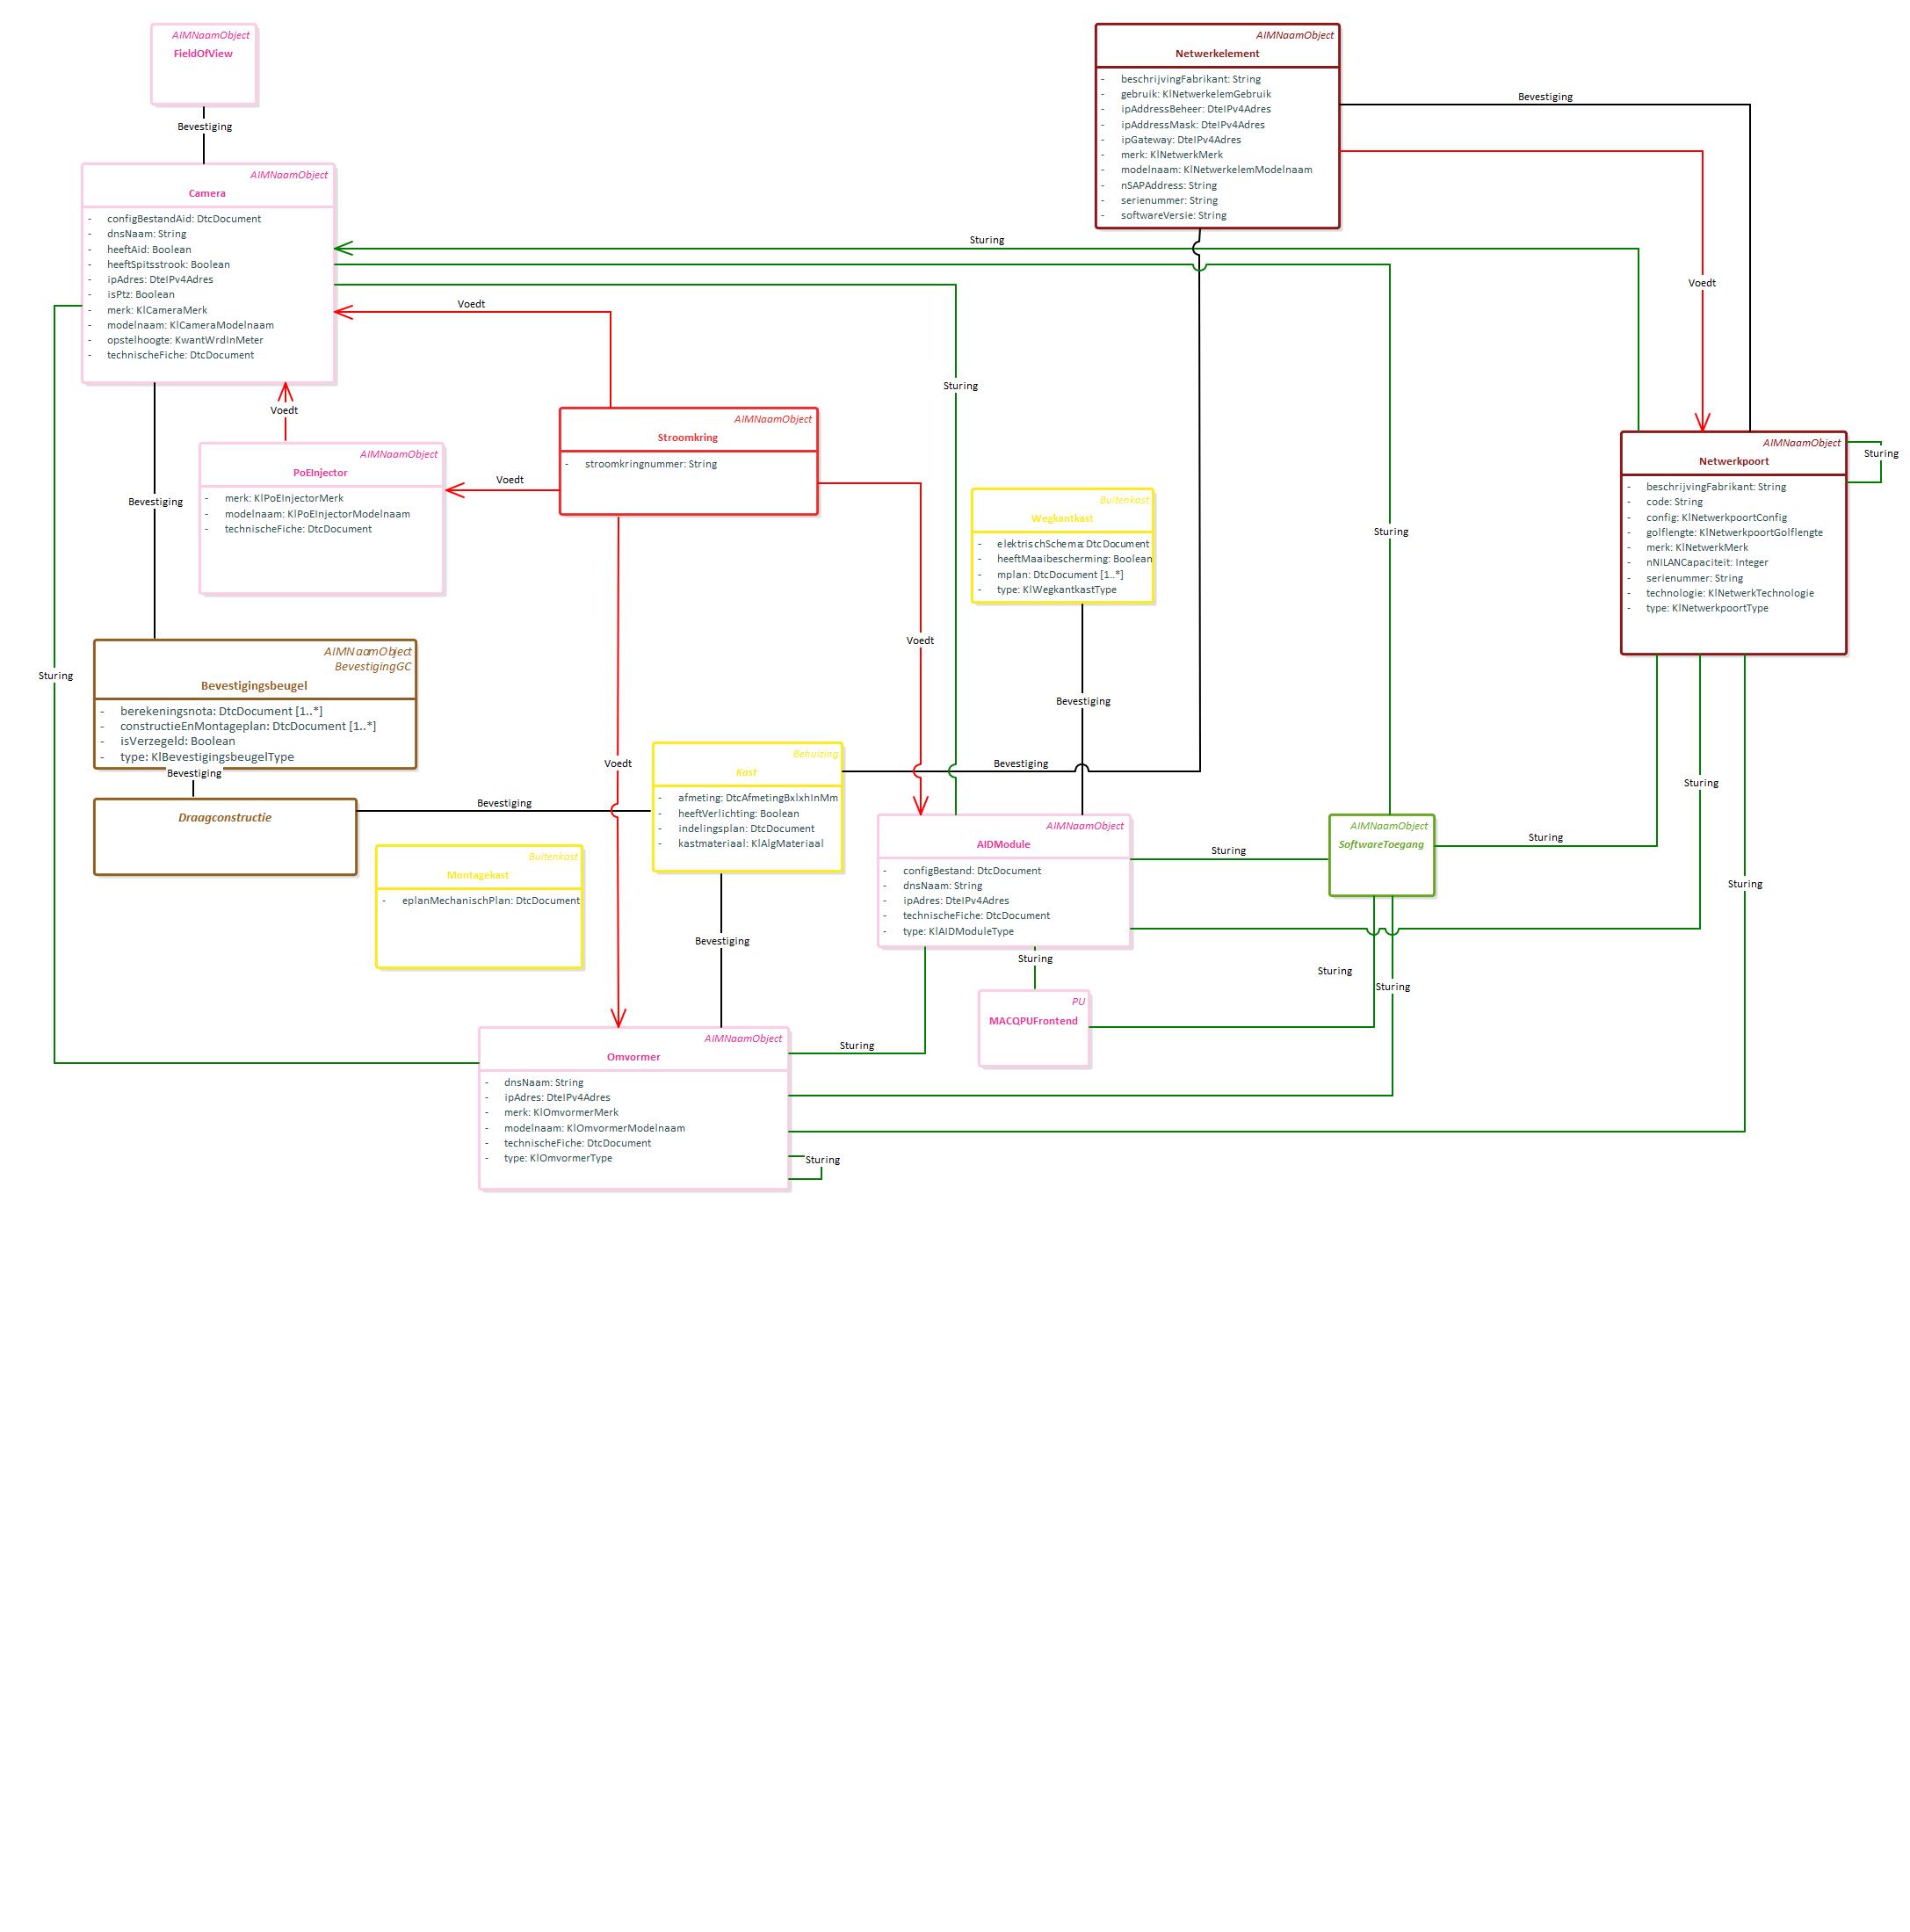 AIMNaamObject
FieldOfView
Bevestiging
AIMNaamObject
Camera
- configBestandAid: DtcDocument
- dnsNaam: String
- heeftAid: Boolean
- heeftSpitsstrook: Boolean
- ipAdres: DteIPv4Adres
- isPtz: Boolean
- merk: KlCameraMerk
- modelnaam: KlCameraModelnaam
- opstelhoogte: KwantWrdInMeter
- technischeFiche: DtcDocument
AIMNaamObject
Netwerkelement
- beschrijvingFabrikant: String
- gebruik: KlNetwerkelemGebruik
- ipAddressBeheer: DteIPv4Adres
- ipAddressMask: DteIPv4Adres
- ipGateway: DteIPv4Adres
- merk: KlNetwerkMerk
- modelnaam: KlNetwerkelemModelnaam
- nSAPAddress: String
- serienummer: String
- softwareVersie: String
Bevestiging
Sturing
Voedt
Voedt
Sturing
Voedt
AIMNaamObject
PoEInjector
- merk: KlPoEInjectorMerk
- modelnaam: KlPoEInjectorModelnaam
- technischeFiche: DtcDocument
Voedt
AIMNaamObject
Stroomkring
- stroomkringnummer: String
Bevestiging
Buitenkast
Wegkantkast
- elektrischSchema: DtcDocument
- heeftMaaibescherming: Boolean
- mplan: DtcDocument [1..*]
- type: KlWegkantkastType
Sturing
AIMNaamObject
Netwerkpoort
- beschrijvingFabrikant: String
- code: String
- config: KlNetwerkpoortConfig
- golflengte: KlNetwerkpoortGolflengte
- merk: KlNetwerkMerk
- nNILANCapaciteit: Integer
- serienummer: String
- technologie: KlNetwerkTechnologie
- type: KlNetwerkpoortType
Sturing
Sturing
AIMNaamObject
BevestigingGC
Bevestigingsbeugel
- berekeningsnota: DtcDocument [1..*]
- constructieEnMontageplan: DtcDocument [1..*]
- isVerzegeld: Boolean
- type: KlBevestigingsbeugelType
Bevestiging
Draagconstructie
Bevestiging
Voedt
Voedt
Bevestiging
Bevestiging
Behuizing
Kast
- afmeting: DtcAfmetingBxlxhInMm
- heeftVerlichting: Boolean
- indelingsplan: DtcDocument
- kastmateriaal: KlAlgMateriaal
Buitenkast
Montagekast
- eplanMechanischPlan: DtcDocument
Bevestiging
AIMNaamObject
AIDModule
- configBestand: DtcDocument
- dnsNaam: String
- ipAdres: DteIPv4Adres
- technischeFiche: DtcDocument
- type: KlAIDModuleType
Sturing
AIMNaamObject
SoftwareToegang
Sturing
Sturing
Sturing
Sturing
PU
MACQPUFrontend
Sturing
Sturing
AIMNaamObject
Omvormer
- dnsNaam: String
- ipAdres: DteIPv4Adres
- merk: KlOmvormerMerk
- modelnaam: KlOmvormerModelnaam
- technischeFiche: DtcDocument
- type: KlOmvormerType
Sturing
Sturing